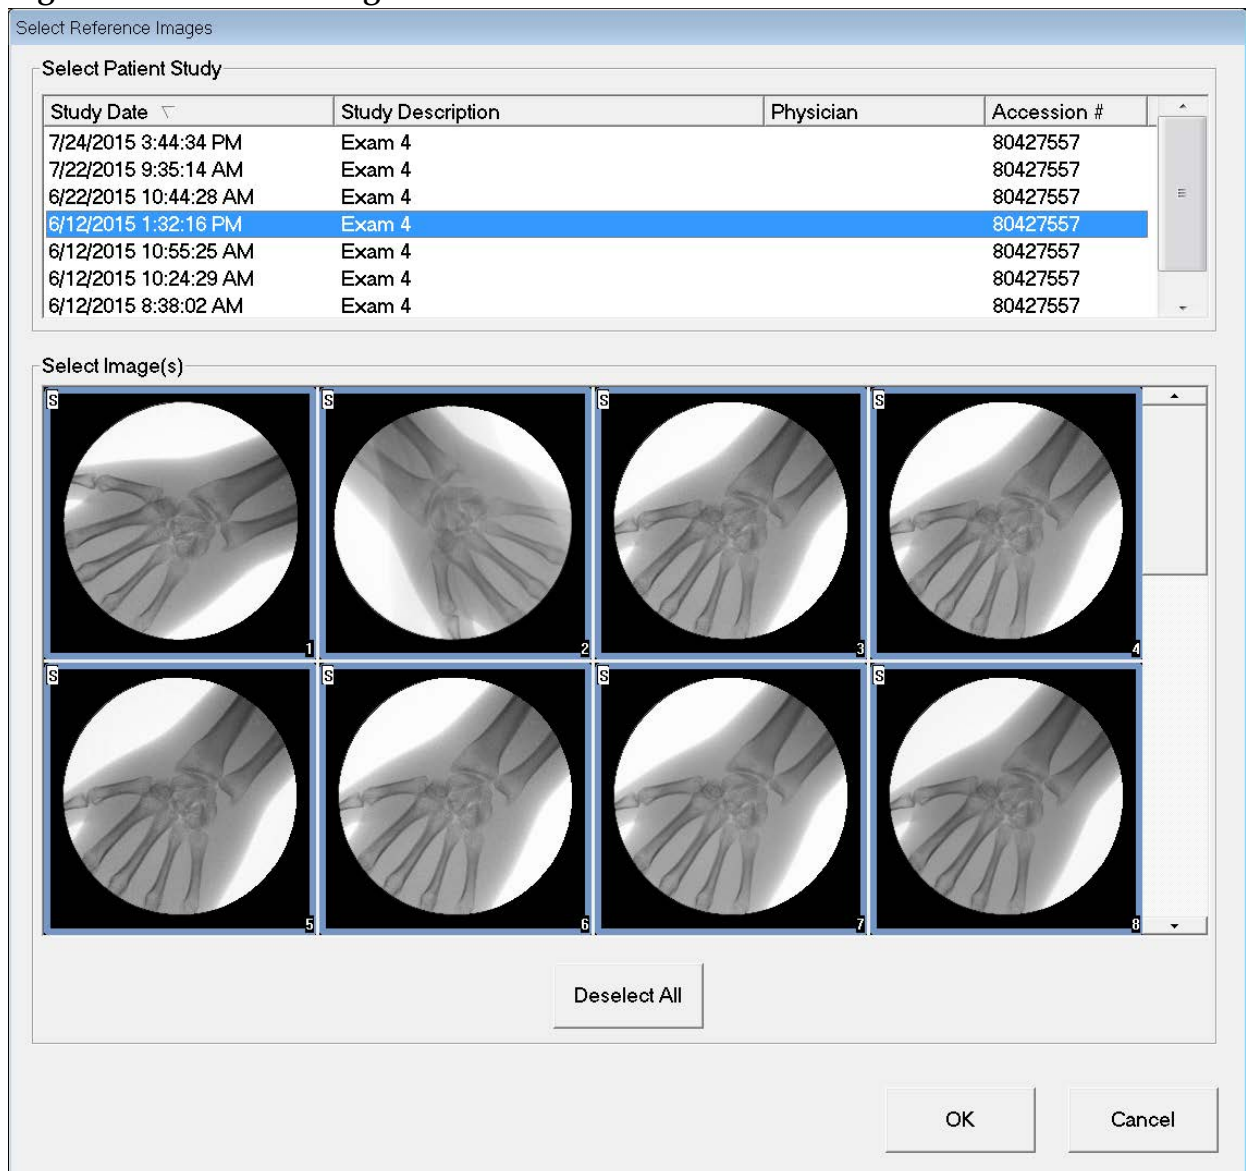 Select Reference Images
Select Patient Study
Study Date Study Description Physician Accession #
7/24/2015 3:44:34 PM Exam 4 80427557
7/22/2015 9:35:14 AM Exam 4 80427557
6/22/2015 10:44:28 AM Exam 4 80427557
6/12/2015 1:32:16 PM Exam 4 80427557
6/12/2015 10:55:25 AM Exam 4 80427557
6/12/2015 10:24:29 AM Exam 4 80427557
6/12/2015 8:38:02 AM Exam 4 80427557
Select Image(s)
S S S S
1 2 3 4
S S S S
5 6 7 8
Deselect All
OK Cancel